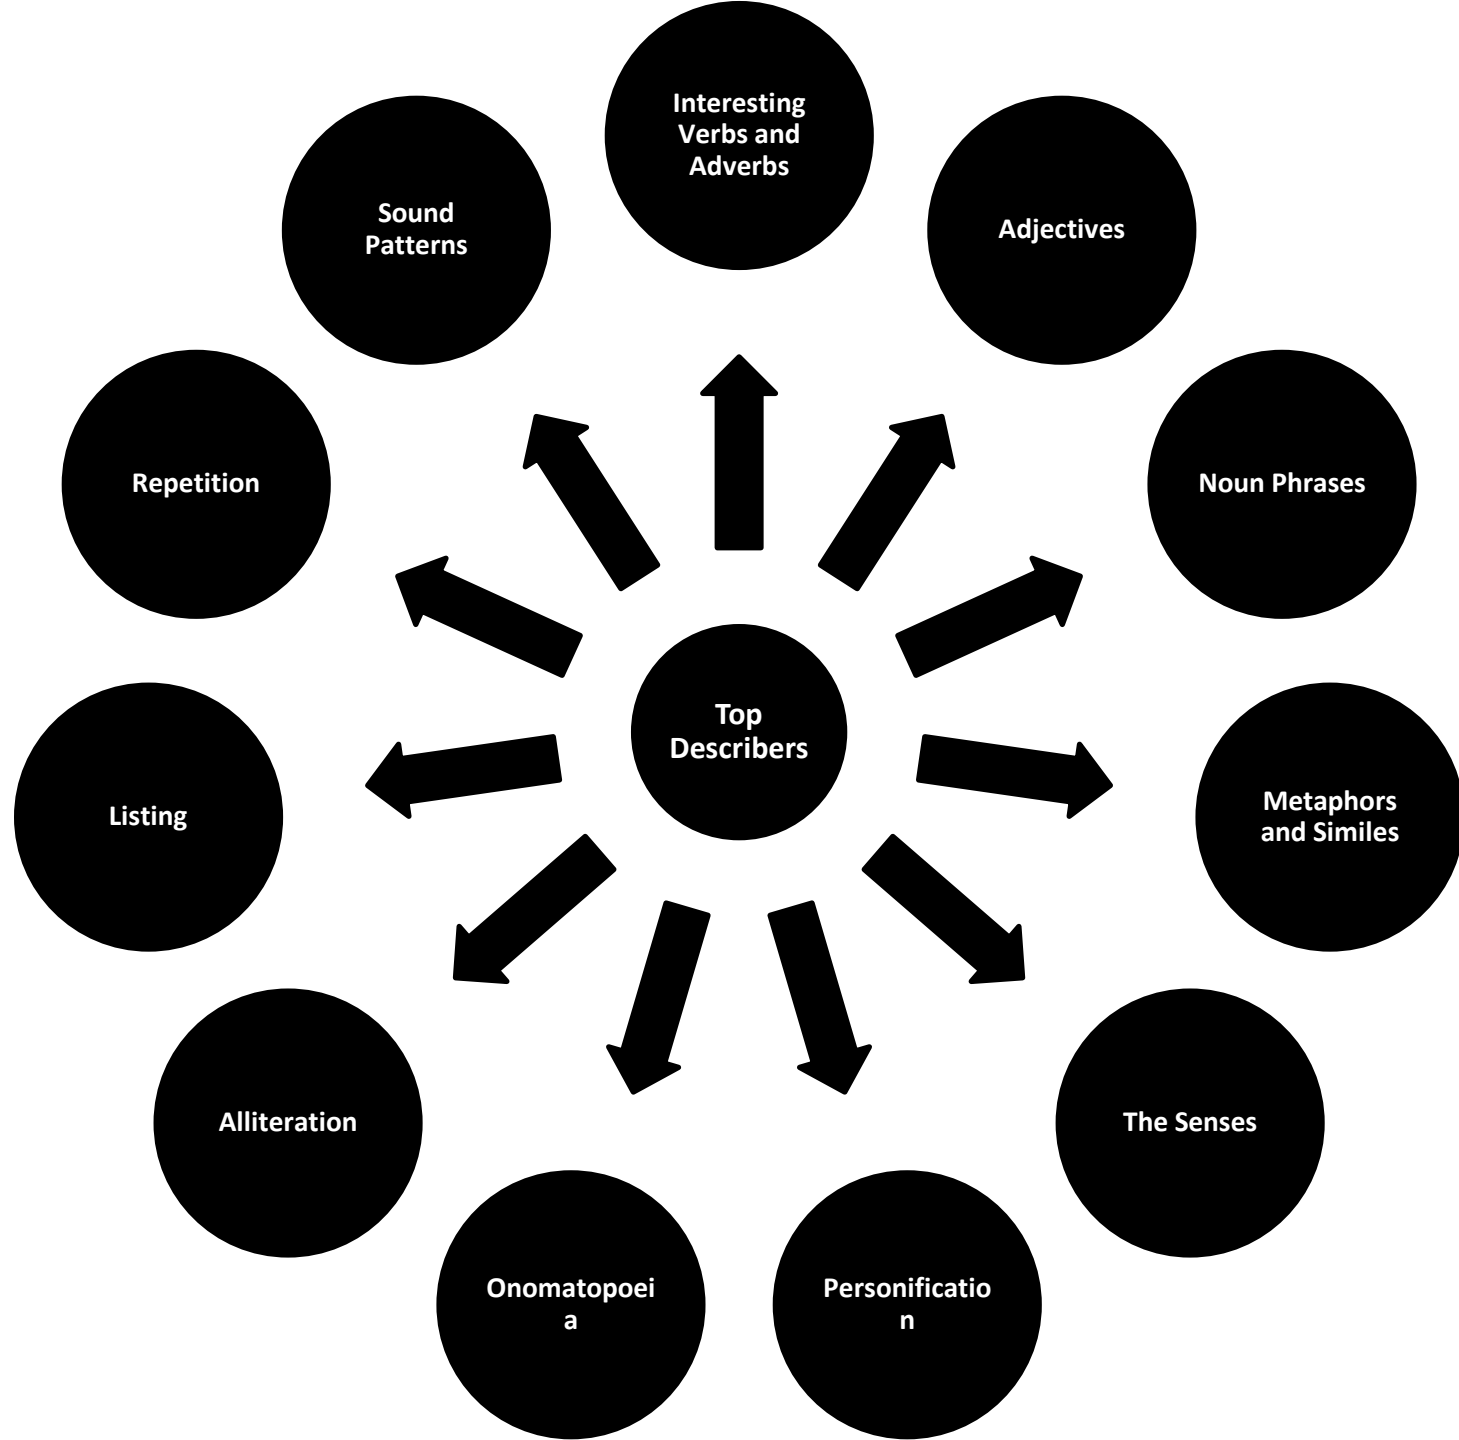 Interesting
Verbs and
Adverbs
Adjectives
Noun Phrases
Metaphors
and Similes
The Senses
Personificatio
n
Onomatopoei
a
Alliteration
Listing
Repetition
Sound
Patterns
Top
Describers